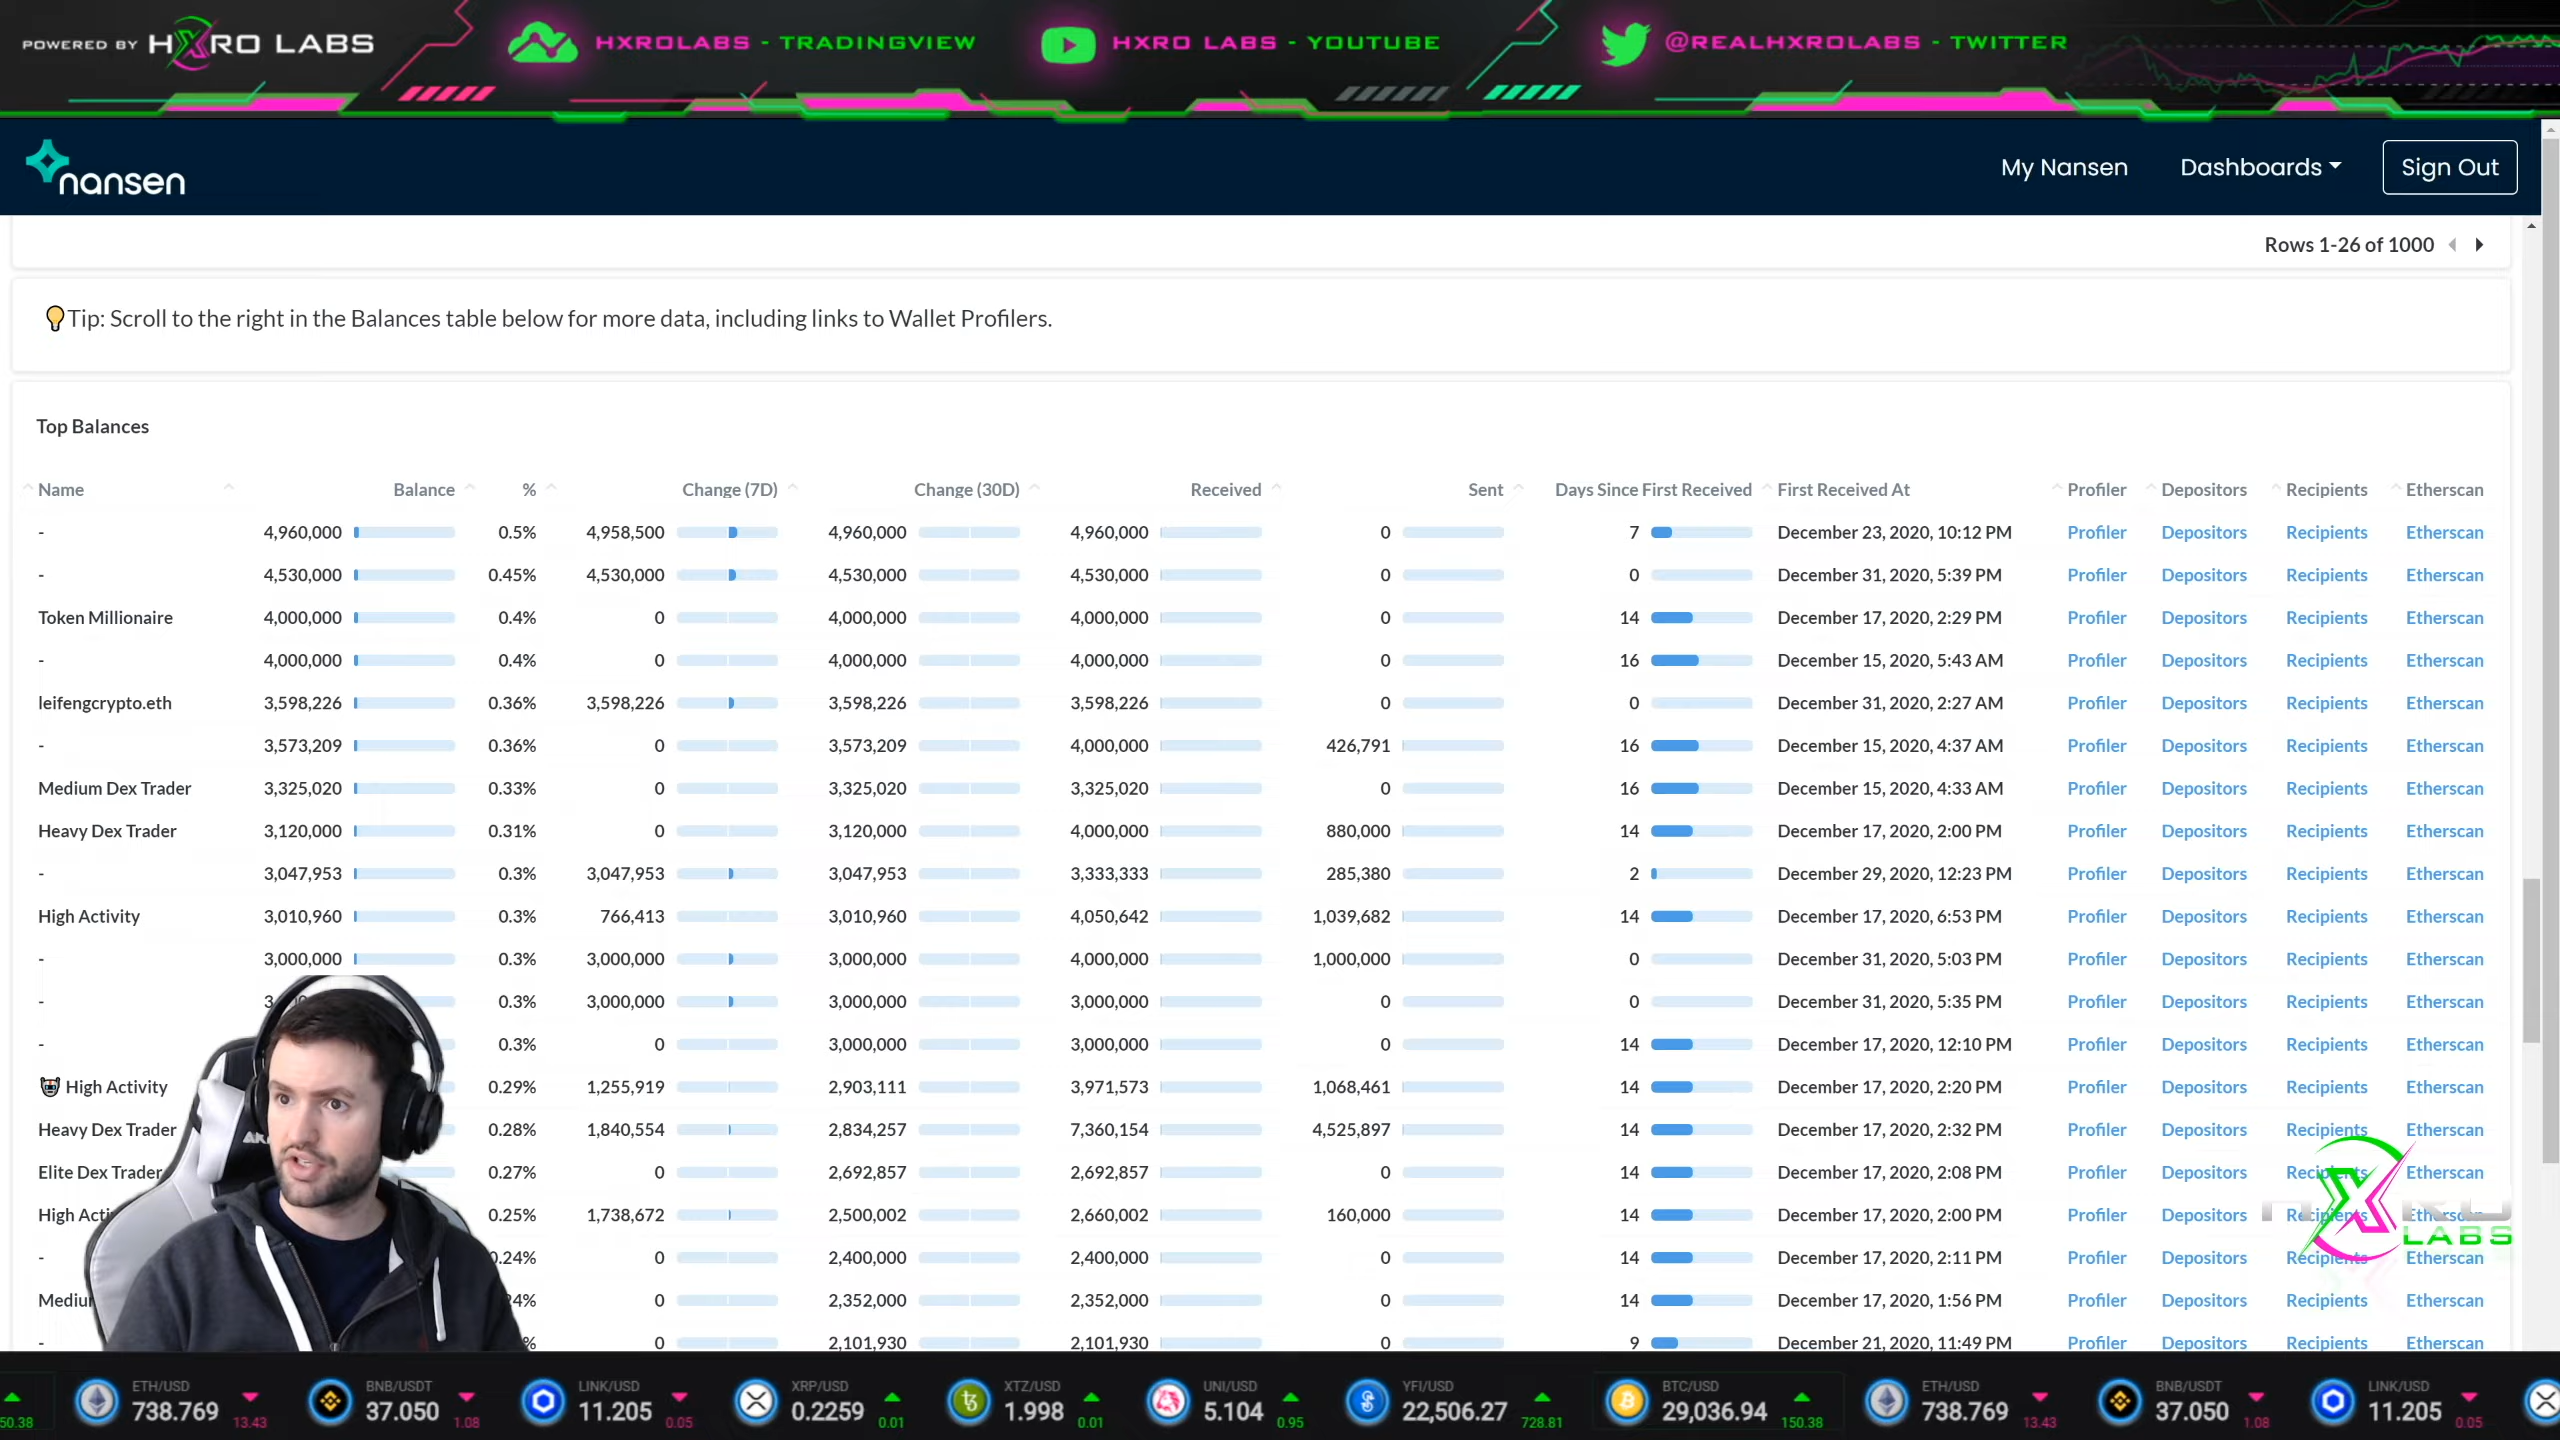 POWERED BY HXRO LABS
HXROLABS - TRADINGVIEW
HXRO LABS - YOUTUBE
@REALHXROLABS - TWITTER
nansen
My Nansen
Dashboards
Sign Out
Rows 1-26 of 1000
Tip: Scroll to the right in the Balances table below for more data, including links to Wallet Profilers.
Top Balances
Name Balance % Change (7D) Change (30D) Received Sent Days Since First Received First Received At Profiler Depositors Recipients Etherscan
- 4,960,000 0.5% 4,958,500 4,960,000 4,960,000 0 7 December 23, 2020, 10:12 PM Profiler Depositors Recipients Etherscan
- 4,530,000 0.45% 4,530,000 4,530,000 4,530,000 0 0 December 31, 2020, 5:39 PM Profiler Depositors Recipients Etherscan
Token Millionaire 4,000,000 0.4% 0 4,000,000 4,000,000 0 14 December 17, 2020, 2:29 PM Profiler Depositors Recipients Etherscan
- 4,000,000 0.4% 0 4,000,000 4,000,000 0 16 December 15, 2020, 5:43 AM Profiler Depositors Recipients Etherscan
leifengcrypto.eth 3,598,226 0.36% 3,598,226 3,598,226 3,598,226 0 0 December 31, 2020, 2:27 AM Profiler Depositors Recipients Etherscan
- 3,573,209 0.36% 0 3,573,209 4,000,000 426,791 16 December 15, 2020, 4:37 AM Profiler Depositors Recipients Etherscan
Medium Dex Trader 3,325,020 0.33% 0 3,325,020 3,325,020 0 16 December 15, 2020, 4:33 AM Profiler Depositors Recipients Etherscan
Heavy Dex Trader 3,120,000 0.31% 0 3,120,000 4,000,000 880,000 14 December 17, 2020, 2:00 PM Profiler Depositors Recipients Etherscan
- 3,047,953 0.3% 3,047,953 3,047,953 3,333,333 285,380 2 December 29, 2020, 12:23 PM Profiler Depositors Recipients Etherscan
High Activity 3,010,960 0.3% 766,413 3,010,960 4,050,642 1,039,682 14 December 17, 2020, 6:53 PM Profiler Depositors Recipients Etherscan
- 3,000,000 0.3% 3,000,000 3,000,000 4,000,000 1,000,000 0 December 31, 2020, 5:03 PM Profiler Depositors Recipients Etherscan
- 0.3% 3,000,000 3,000,000 3,000,000 0 0 December 31, 2020, 5:35 PM Profiler Depositors Recipients Etherscan
- 0.3% 0 3,000,000 3,000,000 0 14 December 17, 2020, 12:10 PM Profiler Depositors Recipients Etherscan
High Activity 0.29% 1,255,919 2,903,111 3,971,573 1,068,461 14 December 17, 2020, 2:20 PM Profiler Depositors Recipients Etherscan
Heavy Dex Trader 0.28% 1,840,554 2,834,257 7,360,154 4,525,897 14 December 17, 2020, 2:32 PM Profiler Depositors Recipients Etherscan
Elite Dex Trader 0.27% 0 2,692,857 2,692,857 0 14 December 17, 2020, 2:08 PM Profiler Depositors Recipients Etherscan
High 0.25% 1,738,672 2,500,002 2,660,002 160,000 14 December 17, 2020, 2:00 PM Profiler Depositors Recipients Etherscan
- 0.24% 0 2,400,000 2,400,000 0 14 December 17, 2020, 2:11 PM Profiler Depositors Recipients Etherscan
0 2,352,000 2,352,000 0 14 December 17, 2020, 1:56 PM Profiler Depositors Recipients Etherscan
- 0 2,101,930 2,101,930 0 9 December 21, 2020, 11:49 PM Profiler Depositors Recipients Etherscan
LABS
50.38
ETH/USD 738.769 13.43
BNB/USDT 37.050 1.08
LINK/USD 11.205 0.05
XRP/USD 0.2259 0.01
XTZ/USD 1.998 0.01
UNI/USD 5.104 0.95
YFI/USD 22,506.27 728.81
BTC/USD 29,036.94 150.38
ETH/USD 738.769 13.43
BNB/USDT 37.050 1.08
LINK/USD 11.205 0.05